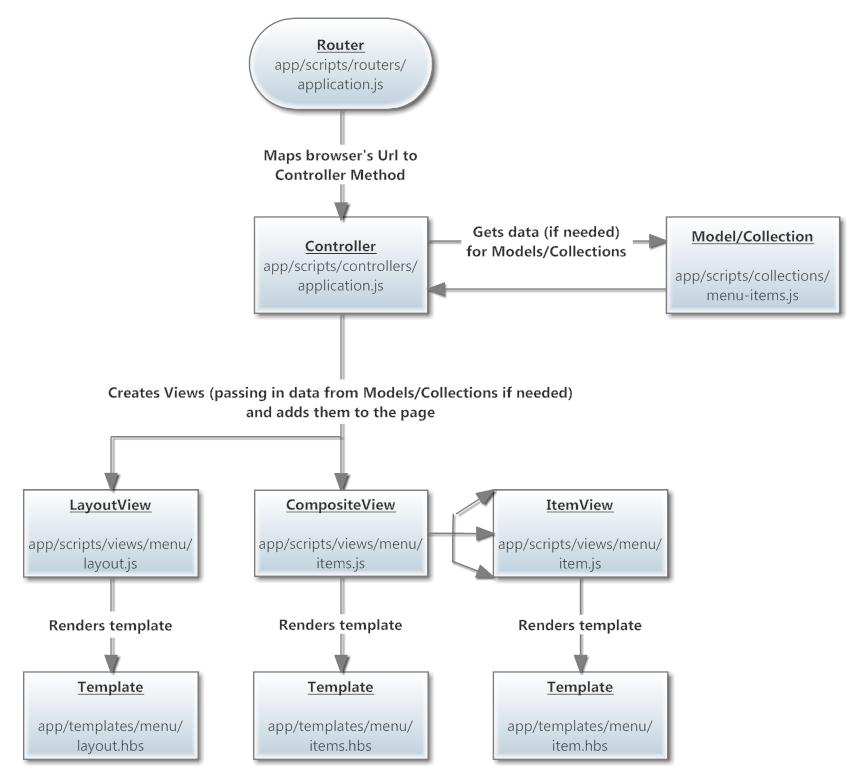 Router
app/scripts/routers/
application.js
Maps browser's Url to
Controller Method
Controller
app/scripts/controllers/
application.js
Gets data (if needed)
for Models/Collections
Model/Collection
app/scripts/collections/
menu-items.js
Creates Views (passing in data from Models/Collections if needed)
and adds them to the page
LayoutView
app/scripts/views/menu/
layout.js
CompositeView
app/scripts/views/menu/
items.js
ItemView
app/scripts/views/menu/
item.js
Renders template
Renders template
Renders template
Template
app/templates/menu/
layout.hbs
Template
app/templates/menu/
items.hbs
Template
app/templates/menu/
item.hbs